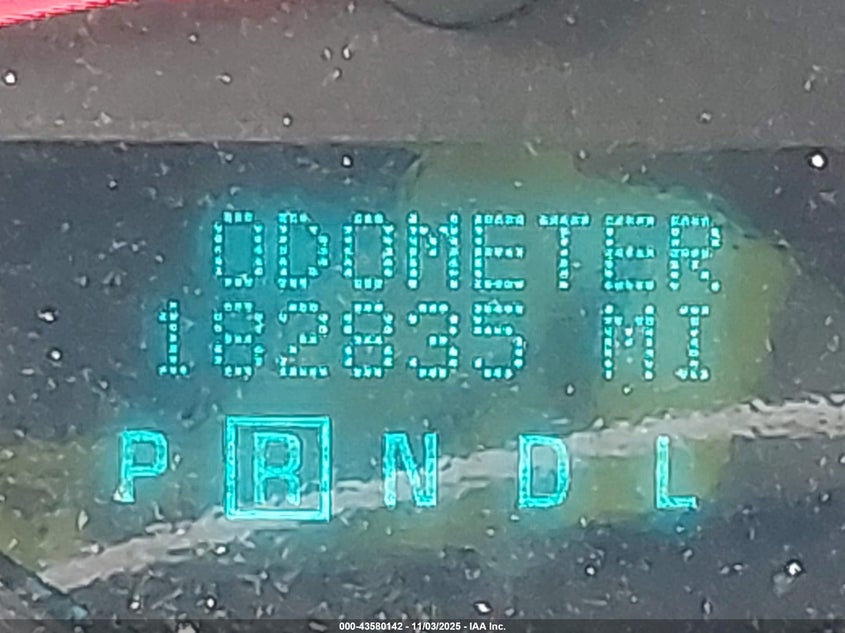 ODOMETER
182835 MI
P R N D L
000-43580142 - 11/03/2025 - IAA Inc.